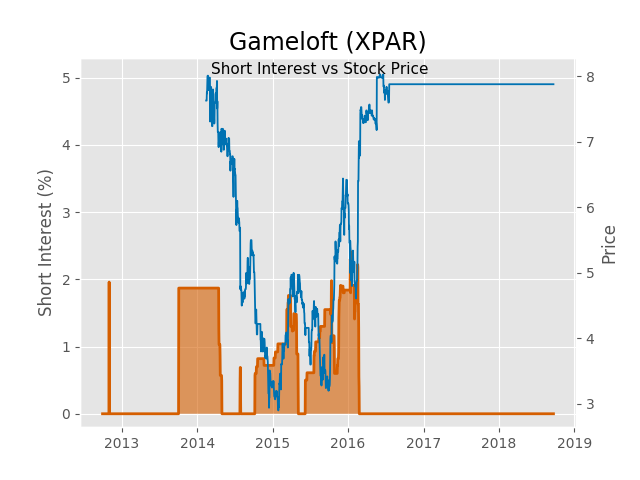 Gameloft (XPAR)
Short Interest vs Stock Price
Short Interest (%)
5
4
3
2
1
0
8
7
6
5
4
3
Price
2013 2014 2015 2016 2017 2018 2019